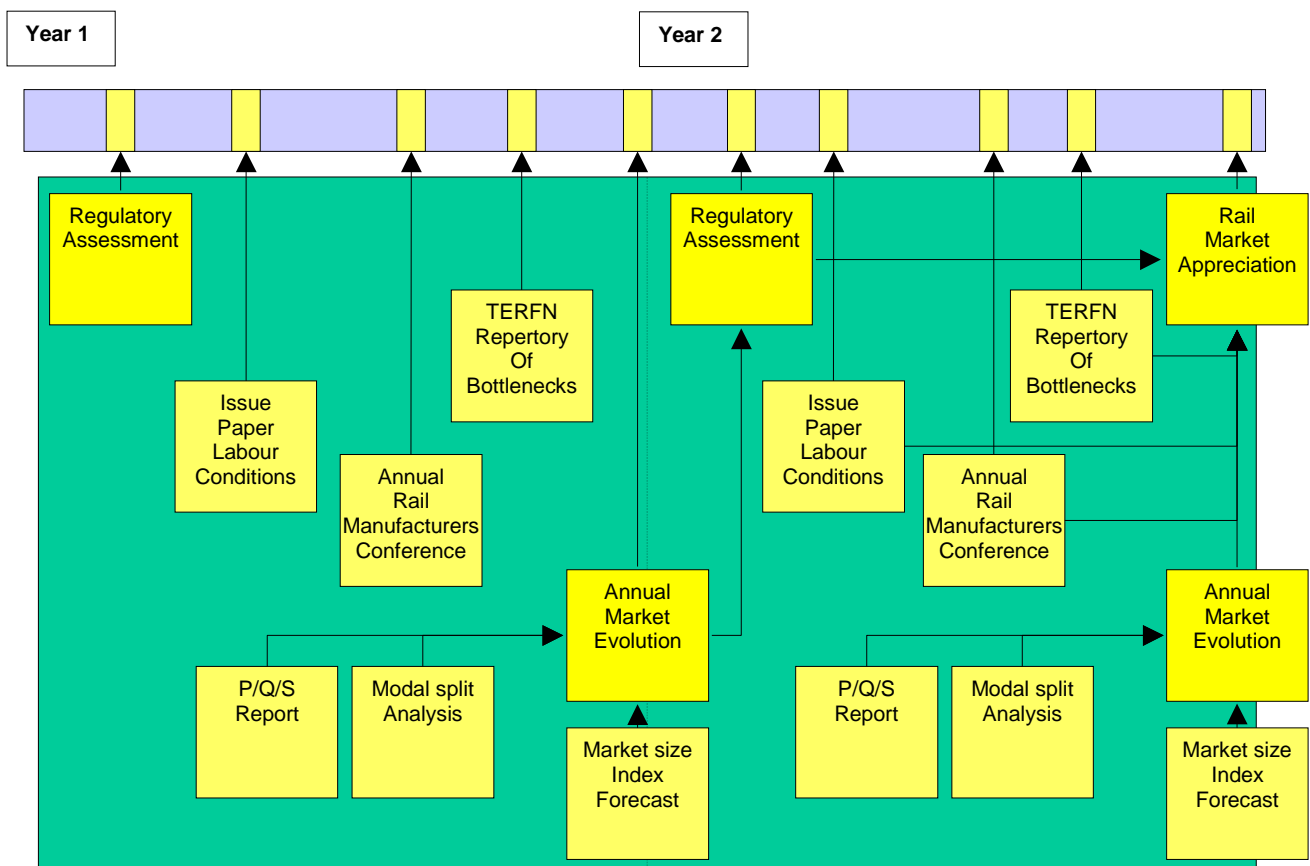 Year 1
Year 2
Regulatory
Assessment
Regulatory
Assessment
Rail
Market
Appreciation
TERFN
Repertory
Of
Bottlenecks
TERFN
Repertory
Of
Bottlenecks
Issue
Paper
Labour
Conditions
Issue
Paper
Labour
Conditions
Annual
Rail
Manufacturers
Conference
Annual
Rail
Manufacturers
Conference
Annual
Market
Evolution
Annual
Market
Evolution
P/Q/S
Report
Modal split
Analysis
P/Q/S
Report
Modal split
Analysis
Market size
Index
Forecast
Market size
Index
Forecast